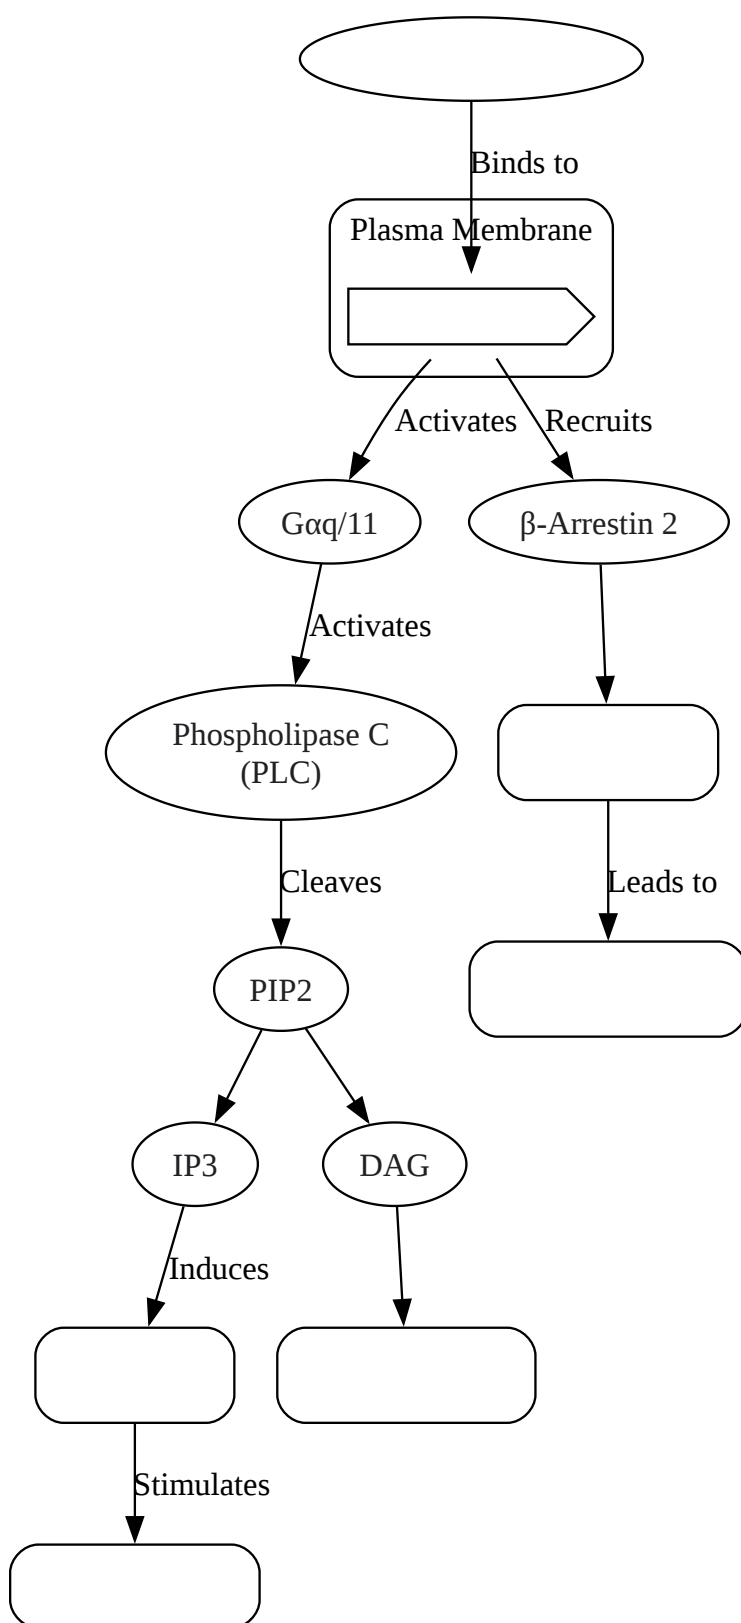 Binds to
Plasma Membrane
Activates
Recruits
Gαq/11
β-Arrestin 2
Activates
Phospholipase C
(PLC)
Cleaves
Leads to
PIP2
IP3
DAG
Induces
Stimulates